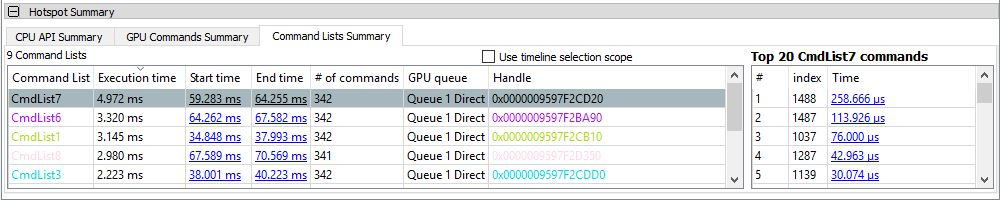 Hotspot Summary
CPU API Summary GPU Commands Summary Command Lists Summary
9 Command Lists Use timeline selection scope Top 20 CmdList7 commands
Command List Execution time Start time End time # of commands GPU queue Handle # index Time
CmdList7 4.972 ms 59.283 ms 64.255 ms 342 Queue 1 Direct 0x0000009597F2CD20 1 1488 258.666 µs
CmdList6 3.320 ms 64.262 ms 67.582 ms 342 Queue 1 Direct 0x0000009597F2BA90 2 1487 113.926 µs
CmdList1 3.145 ms 34.848 ms 37.993 ms 342 Queue 1 Direct 0x0000009597F2CB10 3 1037 76.000 µs
CmdList8 2.980 ms 67.589 ms 70.569 ms 341 Queue 1 Direct 0x0000009597F2D350 4 1287 42.963 µs
CmdList3 2.223 ms 38.001 ms 40.223 ms 342 Queue 1 Direct 0x0000009597F2CDD0 5 1139 30.074 µs